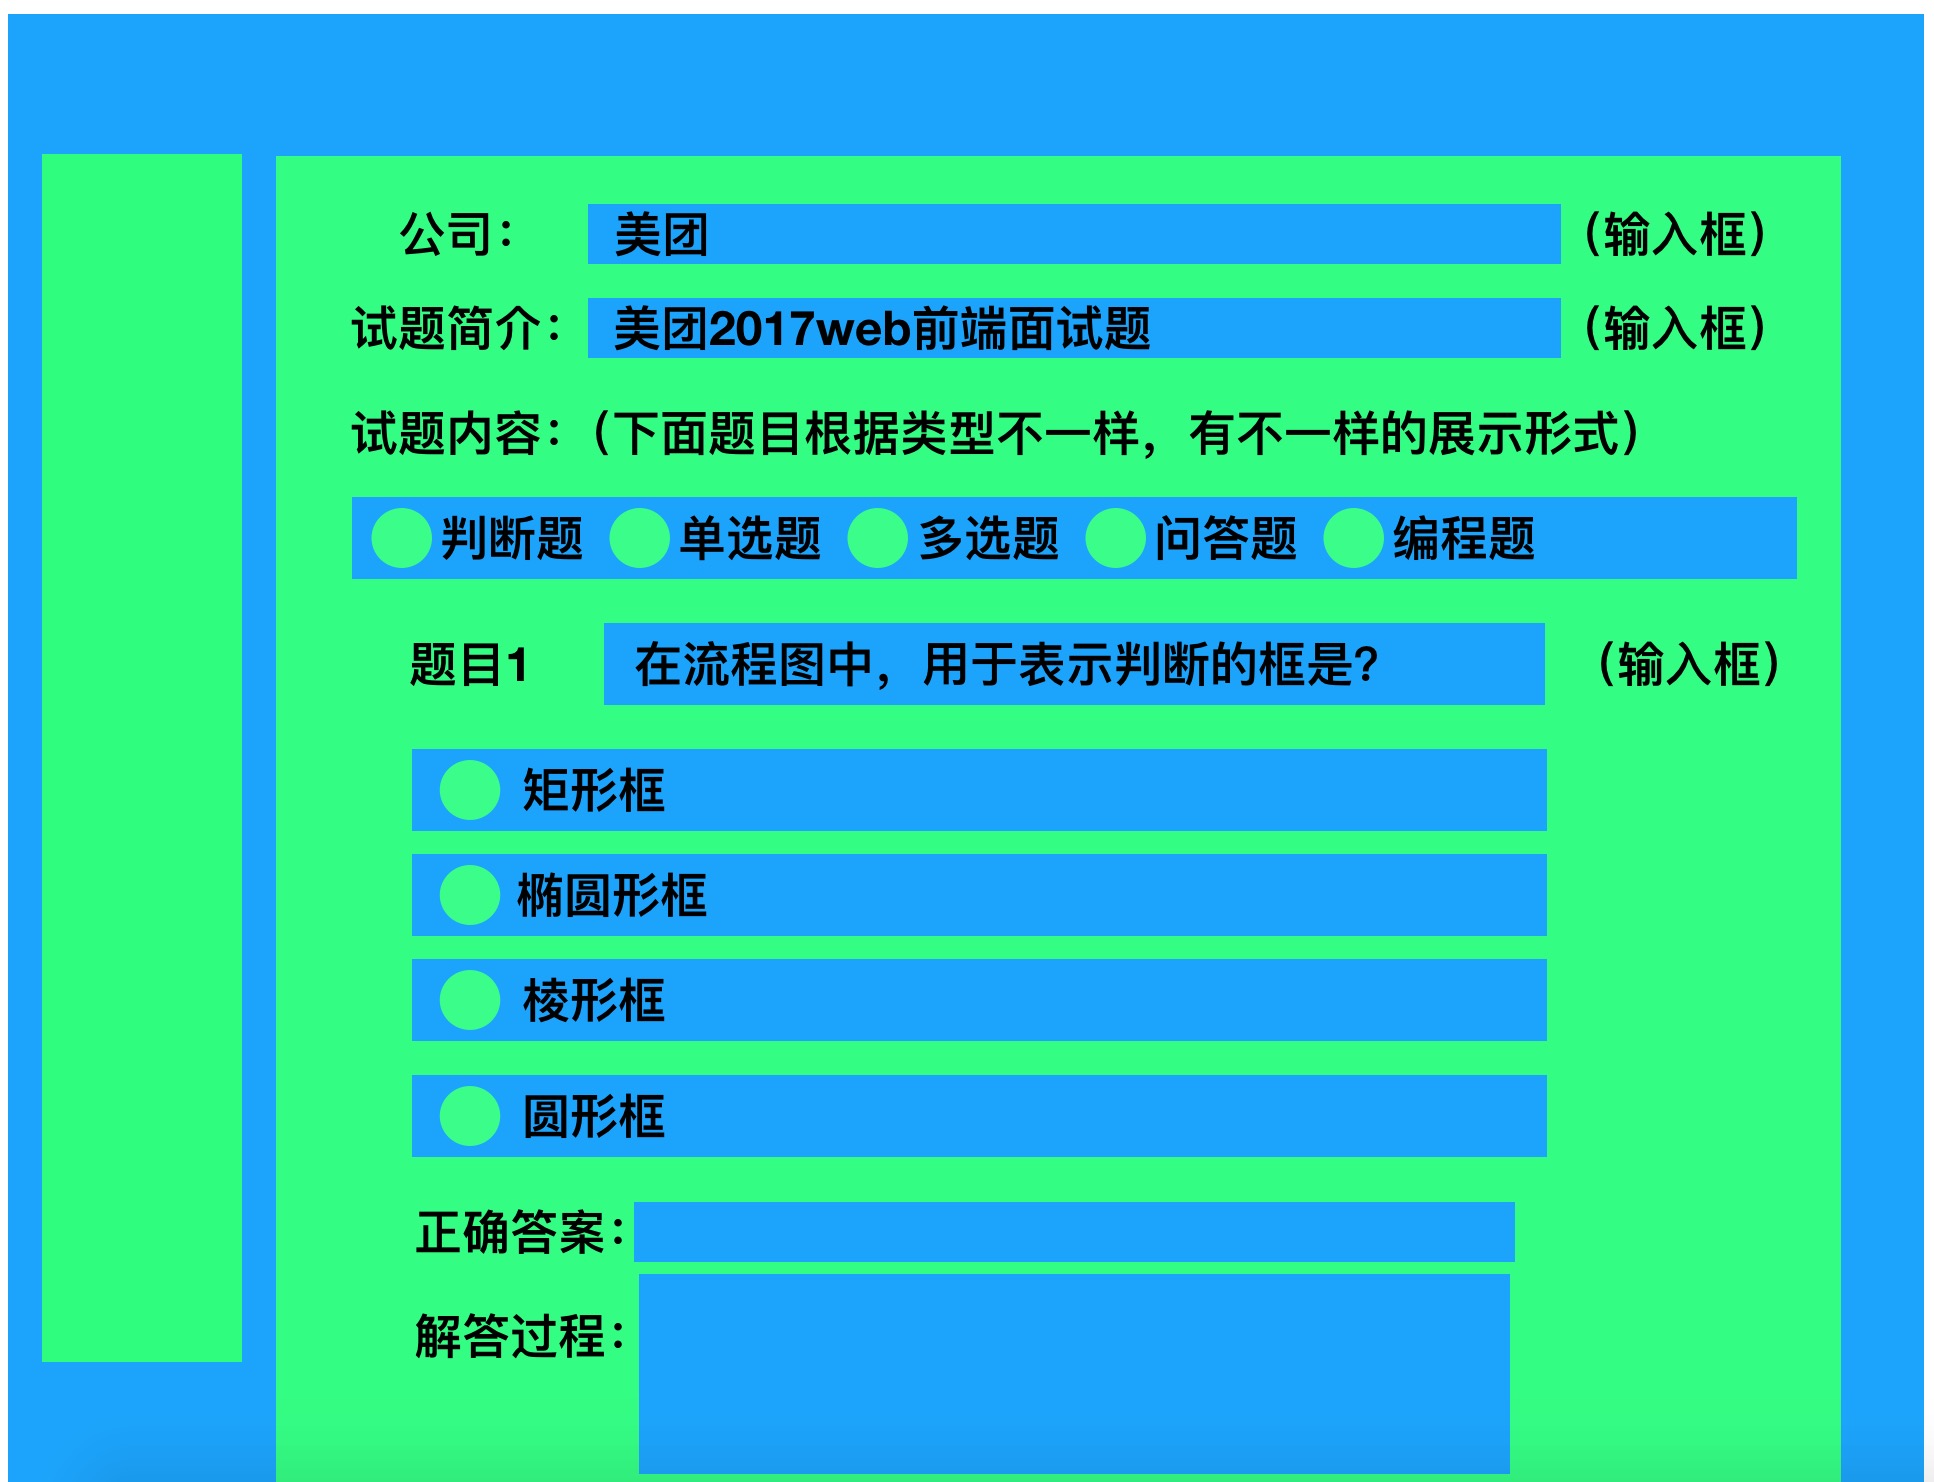 公司： 美团 （输入框）
试题简介： 美团2017web前端面试题 （输入框）
试题内容：（下面题目根据类型不一样，有不一样的展示形式）
判断题 单选题 多选题 问答题 编程题
题目1 在流程图中，用于表示判断的框是？ （输入框）
矩形框
椭圆形框
棱形框
圆形框
正确答案：
解答过程：